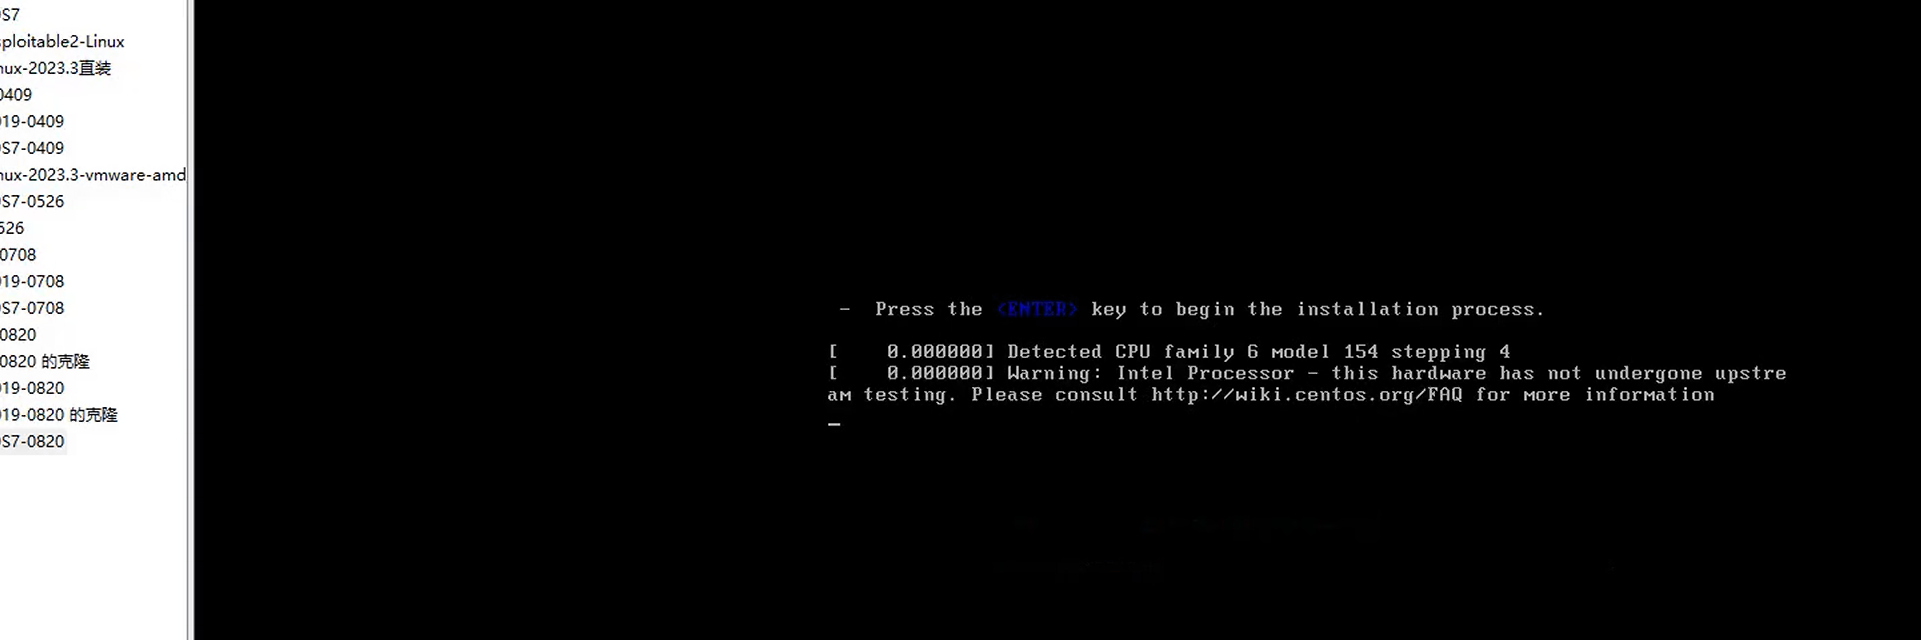 S7
sploitable2-Linux
nux-2023.3直装
0409
019-0409
S7-0409
nux-2023.3-vmware-amd
S7-0526
526
0708
019-0708
S7-0708
0820
0820 的克隆
019-0820
019-0820 的克隆
S7-0820
- Press the <ENTER> key to begin the installation process.
[    0.000000] Detected CPU family 6 model 154 stepping 4
[    0.000000] Warning: Intel Processor - this hardware has not undergone upstre
am testing. Please consult http://wiki.centos.org/FAQ for more information
_